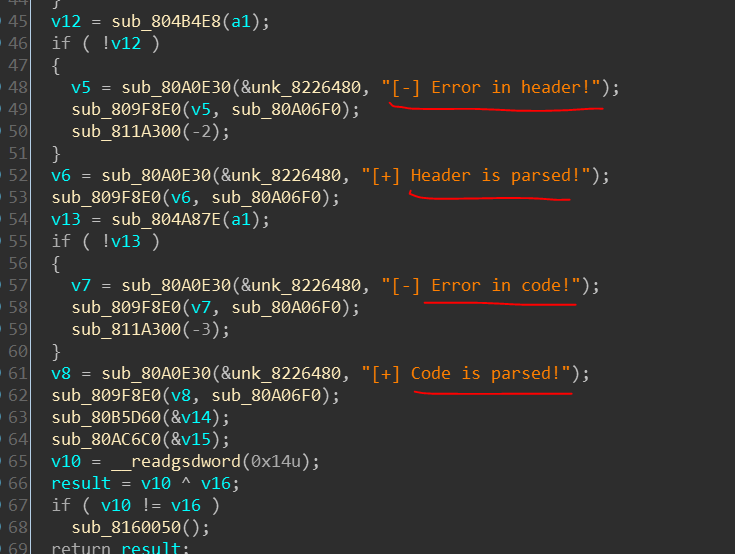 45 v12 = sub_804B4E8(a1);
46 if ( !v12 )
47 {
48 v5 = sub_80A0E30(&unk_8226480, "[-] Error in header!");
49 sub_809F8E0(v5, sub_80A06F0);
50 sub_811A300(-2);
51 }
52 v6 = sub_80A0E30(&unk_8226480, "[+] Header is parsed!");
53 sub_809F8E0(v6, sub_80A06F0);
54 v13 = sub_804A87E(a1);
55 if ( !v13 )
56 {
57 v7 = sub_80A0E30(&unk_8226480, "[-] Error in code!");
58 sub_809F8E0(v7, sub_80A06F0);
59 sub_811A300(-3);
60 }
61 v8 = sub_80A0E30(&unk_8226480, "[+] Code is parsed!");
62 sub_809F8E0(v8, sub_80A06F0);
63 sub_80B5D60(&v14);
64 sub_80AC6C0(&v15);
65 v10 = __readgsdword(0x14u);
66 result = v10 ^ v16;
67 if ( v10 != v16 )
68 sub_8160050();
69 return result;